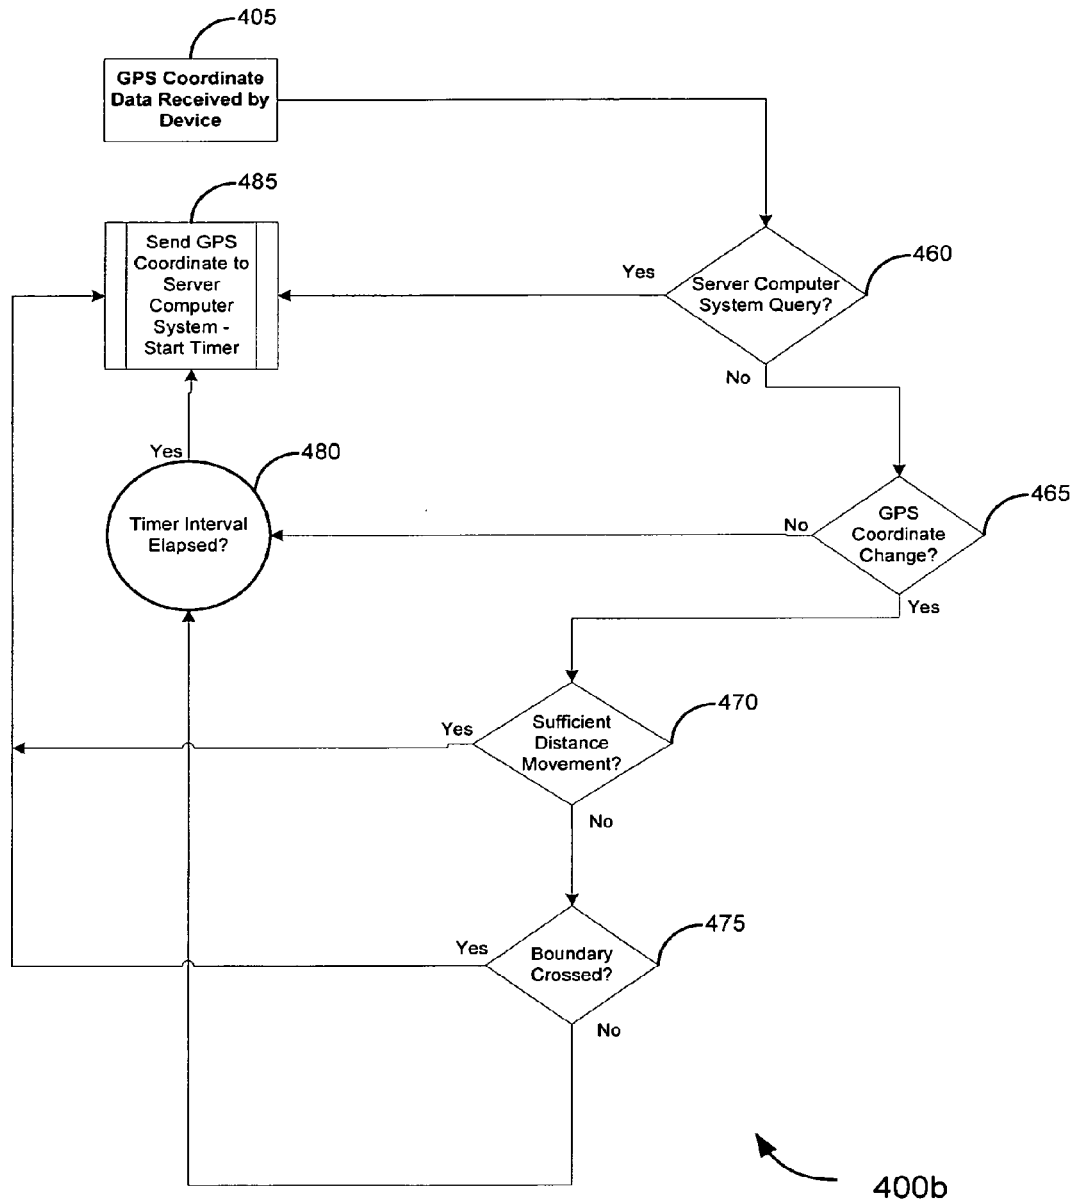 405
GPS Coordinate
Data Received by
Device
485
Send GPS
Coordinate to
Server
Computer
System -
Start Timer
Yes
Server Computer
System Query?
460
No
Yes
480
Timer Interval
Elapsed?
No
GPS
Coordinate
Change?
465
Yes
Yes
Sufficient
Distance
Movement?
470
No
Yes
Boundary
Crossed?
475
No
400b